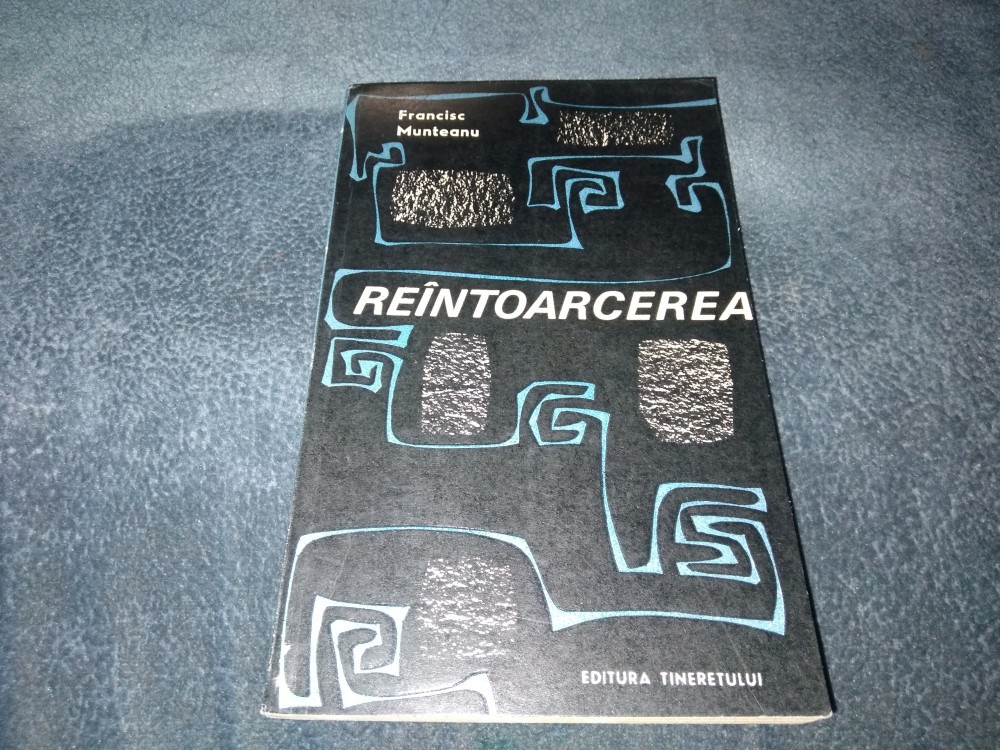 Francisc
Munteanu
REÎNTOARCEREA
EDITURA TINERETULUI